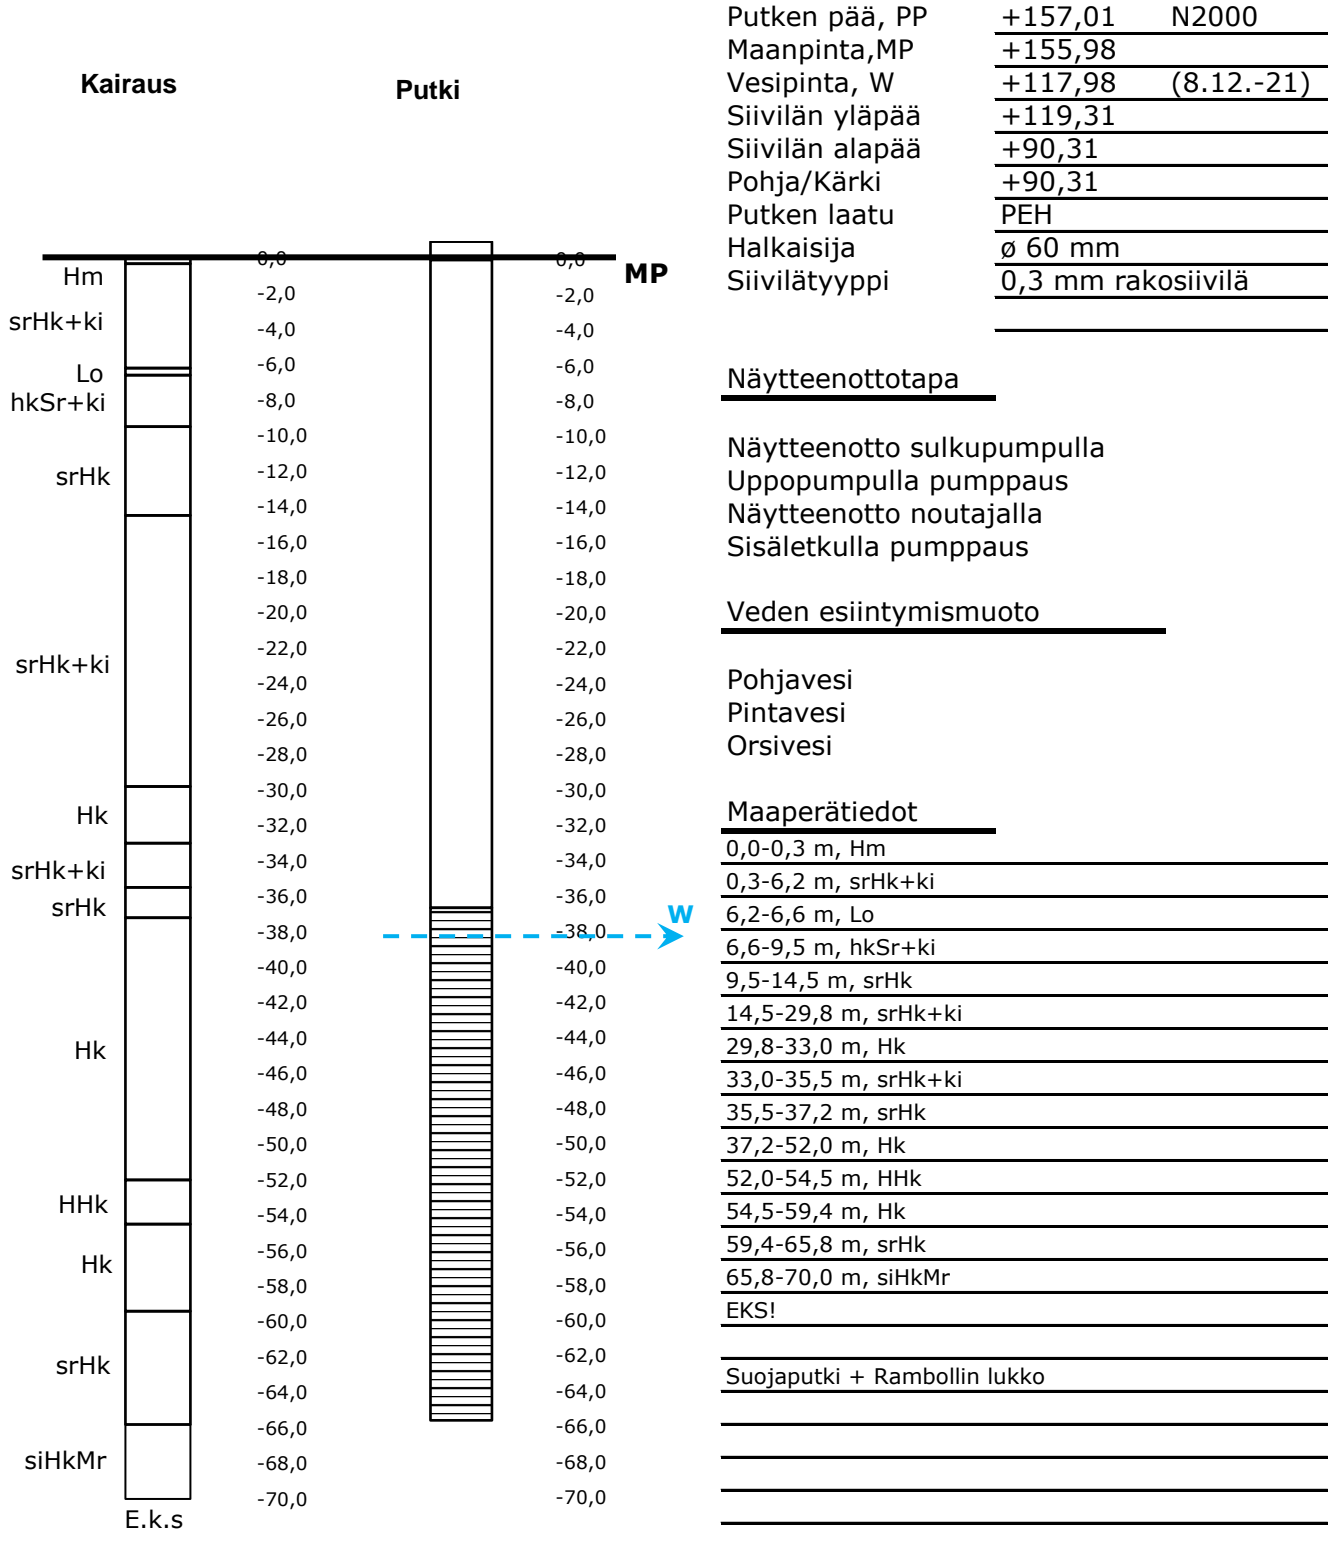 Putken pää, PP +157,01 N2000
Maanpinta,MP +155,98
Vesipinta, W +117,98 (8.12.-21)
Siivilän yläpää +119,31
Siivilän alapää +90,31
Pohja/Kärki +90,31
Putken laatu PEH
Halkaisija ø 60 mm
Siivilätyyppi 0,3 mm rakosiivilä
Kairaus
Putki
MP
Hm
srHk+ki
Lo
hkSr+ki
srHk
srHk+ki
Hk
srHk+ki
srHk
Hk
HHk
Hk
srHk
siHkMr
E.k.s
0,0
-2,0
-4,0
-6,0
-8,0
-10,0
-12,0
-14,0
-16,0
-18,0
-20,0
-22,0
-24,0
-26,0
-28,0
-30,0
-32,0
-34,0
-36,0
-38,0
-40,0
-42,0
-44,0
-46,0
-48,0
-50,0
-52,0
-54,0
-56,0
-58,0
-60,0
-62,0
-64,0
-66,0
-68,0
-70,0
0,0
-2,0
-4,0
-6,0
-8,0
-10,0
-12,0
-14,0
-16,0
-18,0
-20,0
-22,0
-24,0
-26,0
-28,0
-30,0
-32,0
-34,0
-36,0
-38,0
-40,0
-42,0
-44,0
-46,0
-48,0
-50,0
-52,0
-54,0
-56,0
-58,0
-60,0
-62,0
-64,0
-66,0
-68,0
-70,0
W
Näytteenottotapa
Näytteenotto sulkupumpulla
Uppopumpulla pumppaus
Näytteenotto noutajalla
Sisäletkulla pumppaus
Veden esiintymismuoto
Pohjavesi
Pintavesi
Orsivesi
Maaperätiedot
0,0-0,3 m, Hm
0,3-6,2 m, srHk+ki
6,2-6,6 m, Lo
6,6-9,5 m, hkSr+ki
9,5-14,5 m, srHk
14,5-29,8 m, srHk+ki
29,8-33,0 m, Hk
33,0-35,5 m, srHk+ki
35,5-37,2 m, srHk
37,2-52,0 m, Hk
52,0-54,5 m, HHk
54,5-59,4 m, Hk
59,4-65,8 m, srHk
65,8-70,0 m, siHkMr
EKS!
Suojaputki + Rambollin lukko